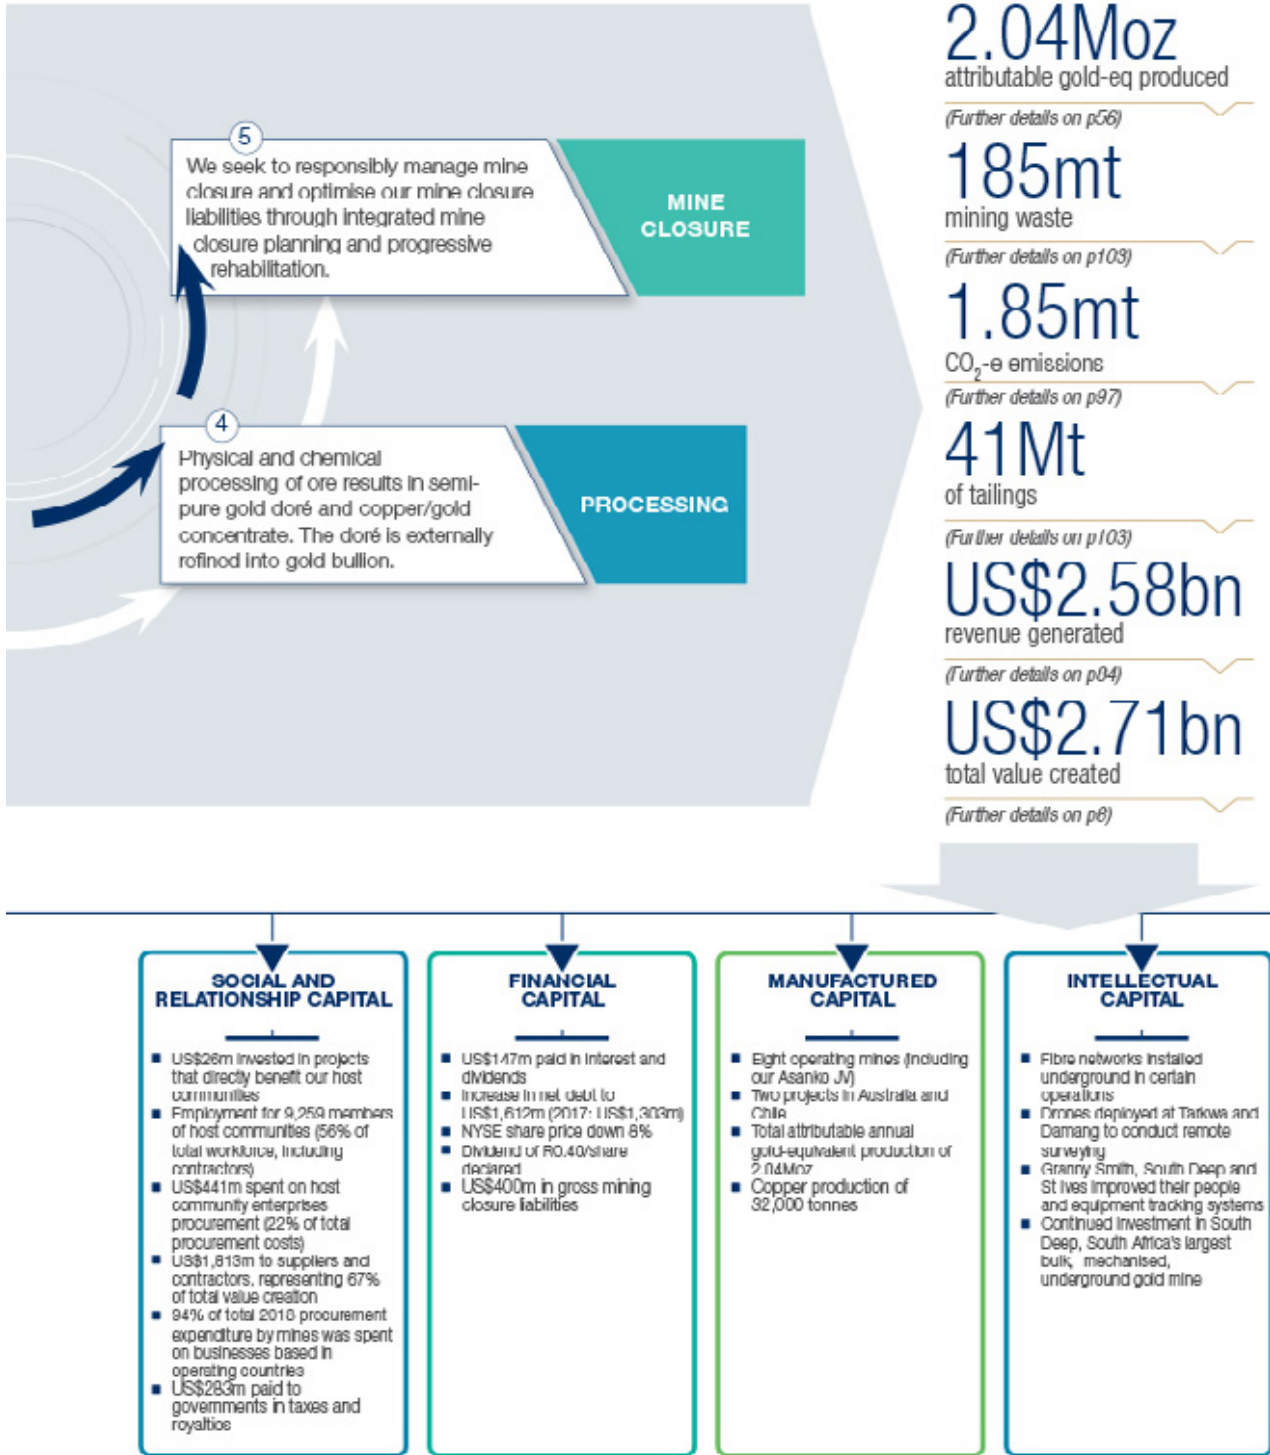 2.04Moz
attributable gold-eq produced
(Further details on p56)
185mt
mining waste
(Further details on p103)
1.85mt
CO₂-e emissions
(Further details on p97)
41Mt
of tailings
(Further details on p103)
US$2.58bn
revenue generated
(Further details on p84)
US$2.71bn
total value created
(Further details on p6)
5
We seek to responsibly manage mine
closure and optimise our mine closure
liabilities through integrated mine
closure planning and progressive
rehabilitation.
MINE
CLOSURE
4
Physical and chemical
processing of ore results in semi-
pure gold doré and copper/gold
concentrate. The doré is externally
refined into gold bullion.
PROCESSING
SOCIAL AND
RELATIONSHIP CAPITAL
■ US$26m invested in projects
that directly benefit our host
communities
■ Employment for 9,259 members
of host communities (56% of
total workforce, including
contractors)
■ US$441m spent on host
community enterprises
procurement (22% of total
procurement costs)
■ US$1,813m to suppliers and
contractors, representing 67%
of total value creation
■ 94% of total 2018 procurement
expenditure by mines was spent
on businesses based in
operating countries
■ US$283m paid to
governments in taxes and
royalties
FINANCIAL
CAPITAL
■ US$147m paid in interest and
dividends
■ Increase in net debt to
US$1,612m (2017: US$1,303m)
■ NYSE share price down 8%
■ Dividend of R0.40/share
declared
■ US$400m in gross mining
closure liabilities
MANUFACTURED
CAPITAL
■ Eight operating mines (including
our Asanko JV)
■ Two projects in Australia and
Chile
■ Total attributable annual
gold-equivalent production of
2.04Moz
■ Copper production of
32,000 tonnes
INTELLECTUAL
CAPITAL
■ Fibre networks installed
underground in certain
operations
■ Drones deployed at Tarkwa and
Damang to conduct remote
surveying
■ Granny Smith, South Deep and
St Ives improved their people
and equipment tracking systems
■ Continued investment in South
Deep, South Africa's largest
bulk, mechanised,
underground gold mine